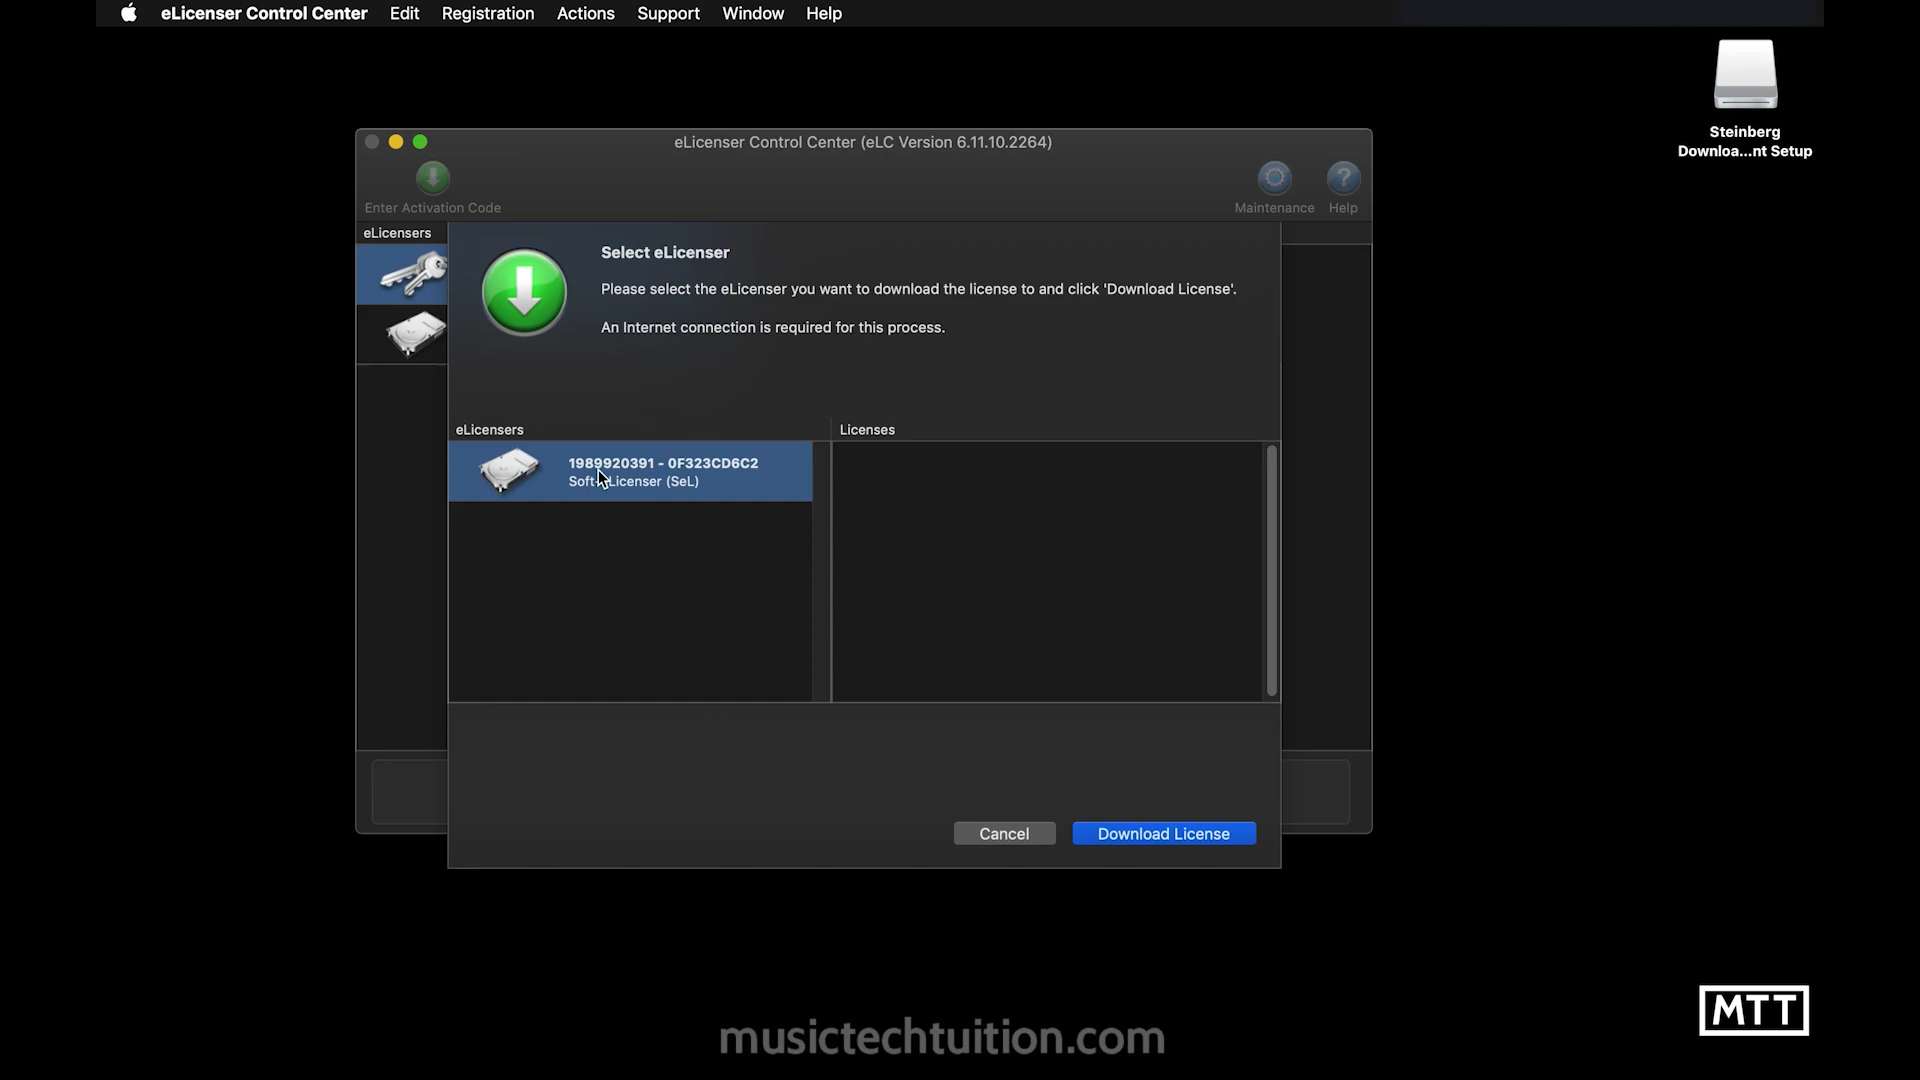 eLicenser Control Center Edit Registration Actions Support Window Help
Steinberg
Downloa...nt Setup
eLicenser Control Center (eLC Version 6.11.10.2264)
Enter Activation Code
Maintenance Help
eLicensers
Select eLicenser
Please select the eLicenser you want to download the license to and click 'Download License'.
An Internet connection is required for this process.
eLicensers Licenses
1989920391 - 0F323CD6C2
Soft-eLicenser (SeL)
Cancel Download License
MTT
musictechtuition.com